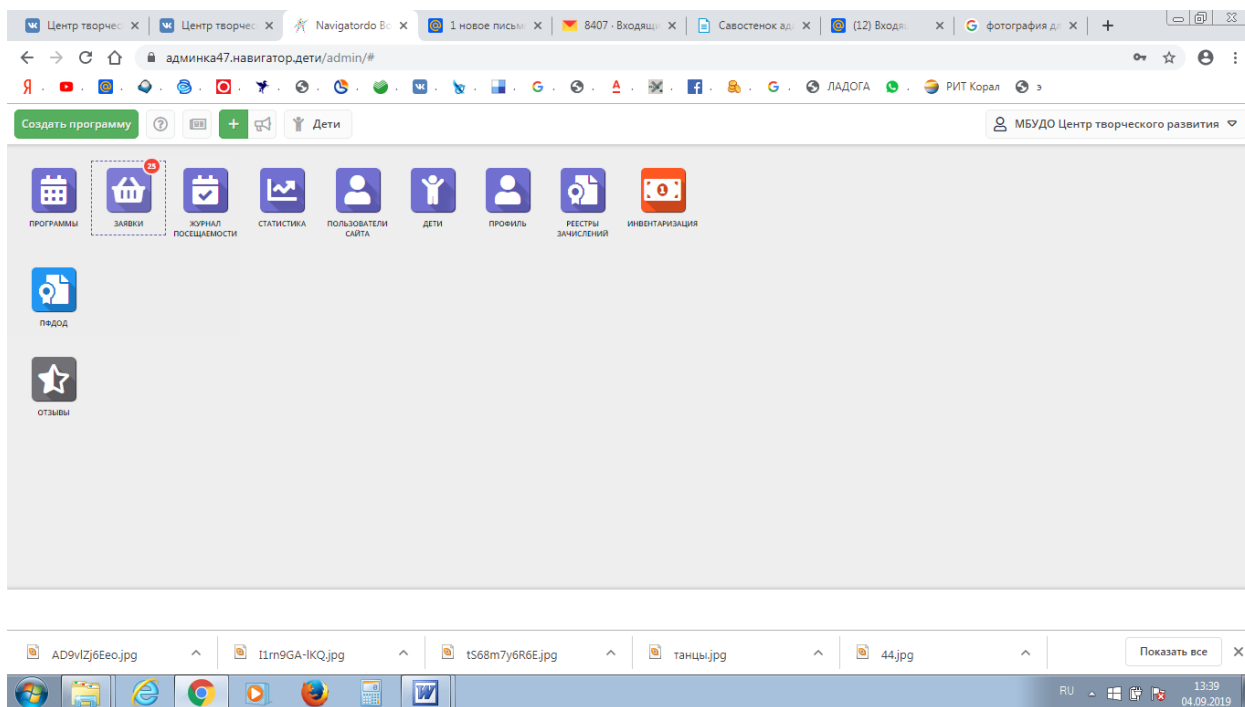 Центр творчес
Центр творчес
Navigatordo Bo
1 новое письм
8407 - Входящи
Савостенок ад
(12) Входя
фотография дл
админка47.навигатор.дети/admin/#
ЛАДОГА
РИТ Корал
э
Создать программу
Дети
МБУДО Центр творческого развития
25
ПРОГРАММЫ
ЗАЯВКИ
ЖУРНАЛ
ПОСЕЩАЕМОСТИ
СТАТИСТИКА
ПОЛЬЗОВАТЕЛИ
САЙТА
ДЕТИ
ПРОФИЛЬ
РЕЕСТРЫ
ЗАЧИСЛЕНИЙ
ИНВЕНТАРИЗАЦИЯ
ПФДОД
ОТЗЫВЫ
AD9vlZj6Eeo.jpg
I1rn9GA-lKQ.jpg
tS68m7y6R6E.jpg
танцы.jpg
44.jpg
Показать все
RU
13:39
04.09.2019